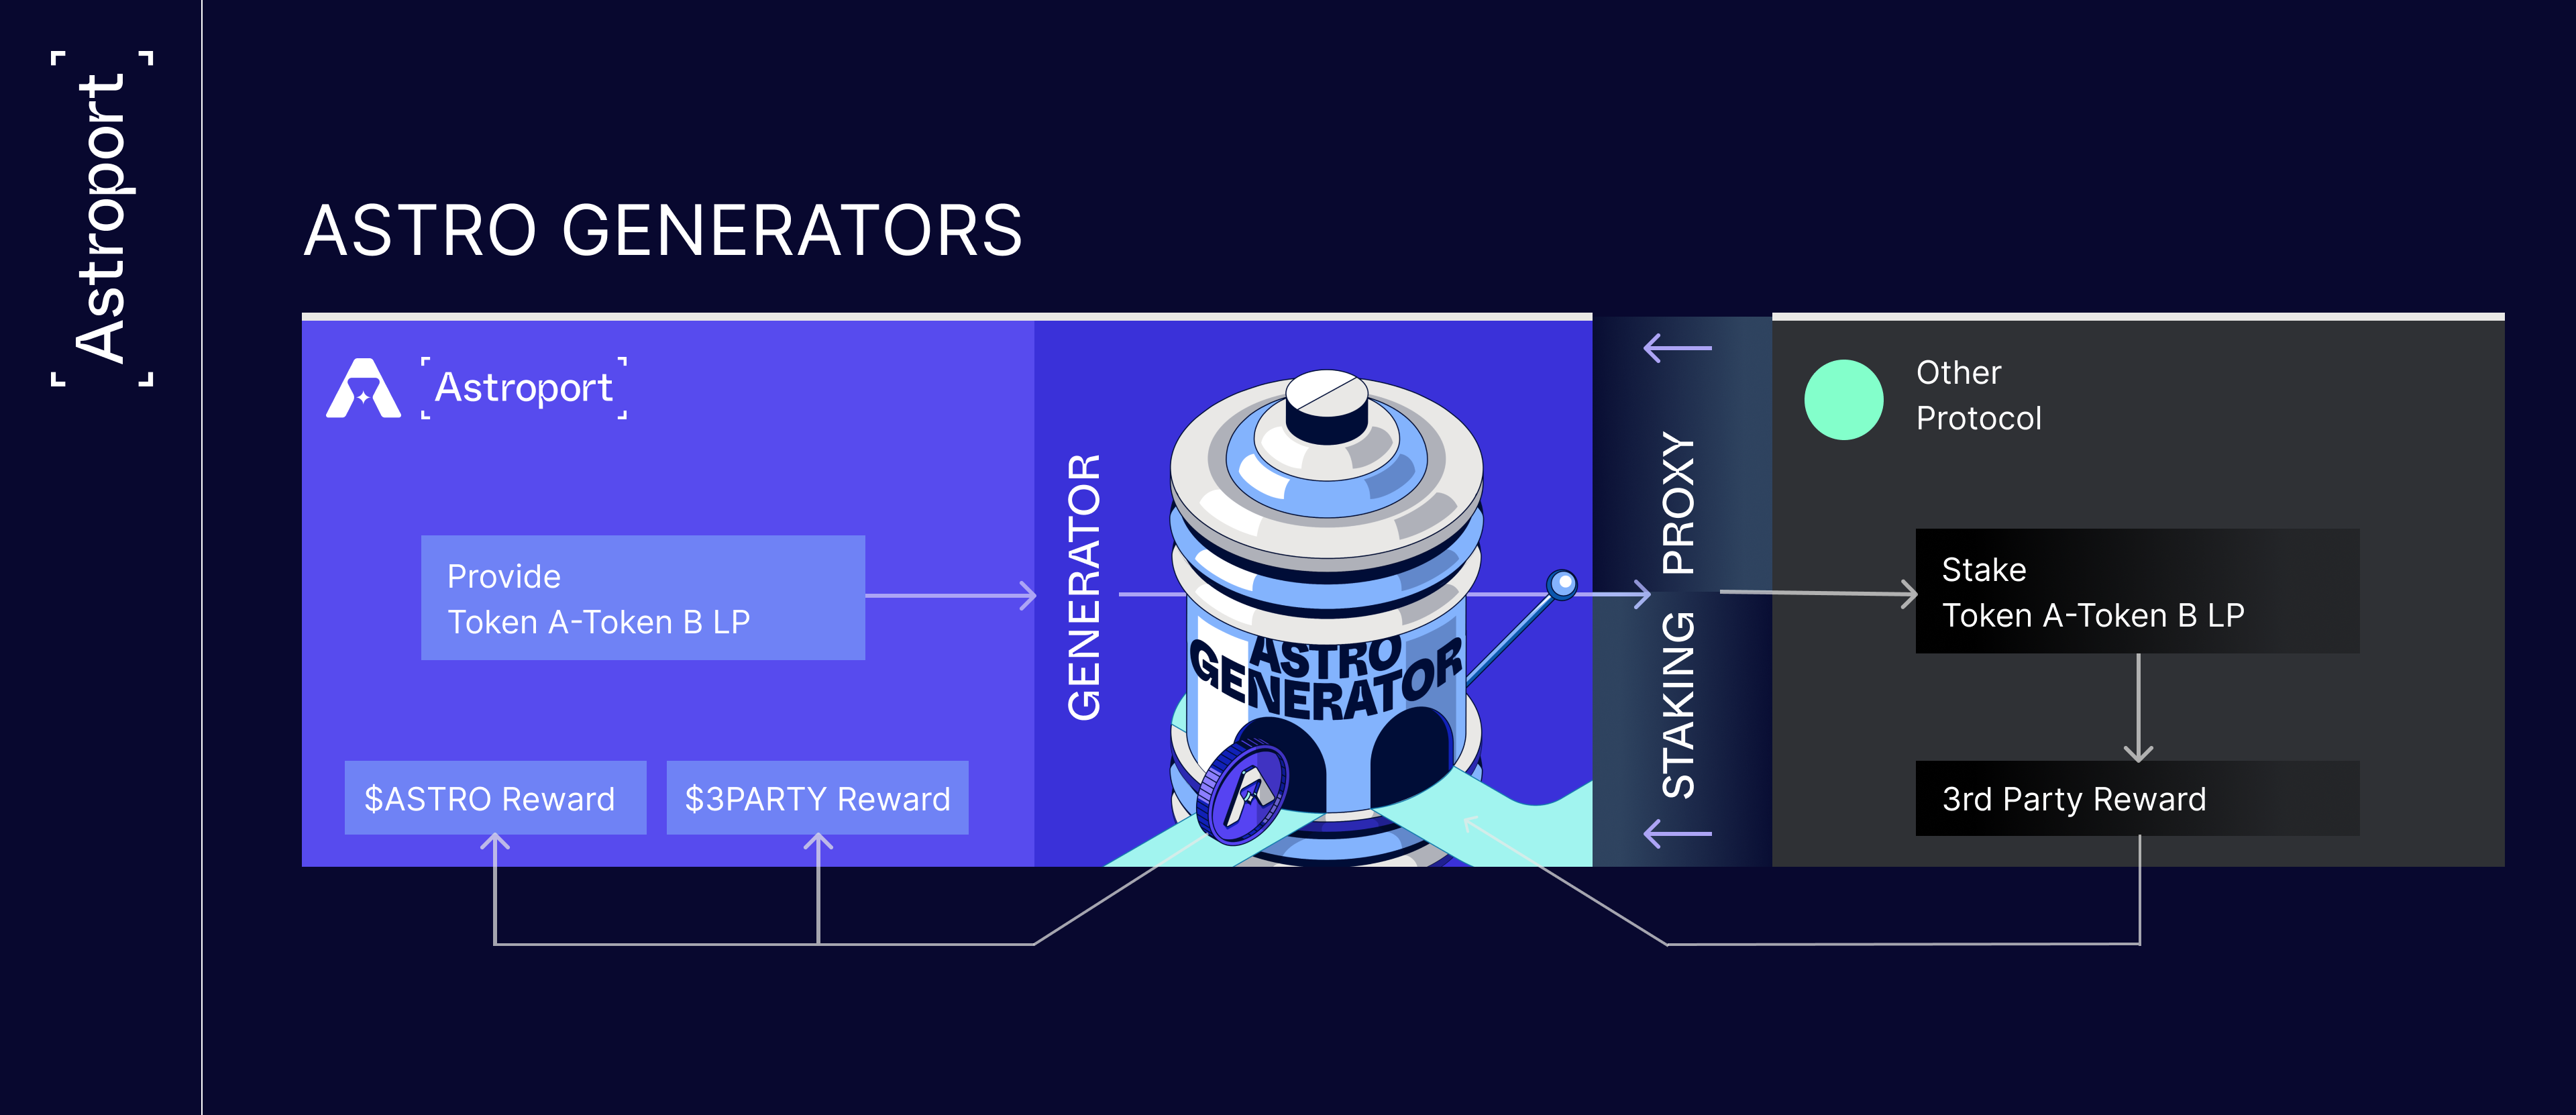 Astroport
ASTRO GENERATORS
Astroport
Provide
Token A-Token B LP
$ASTRO Reward
$3PARTY Reward
GENERATOR
ASTRO
GENERATOR
STAKING PROXY
Other
Protocol
Stake
Token A-Token B LP
3rd Party Reward